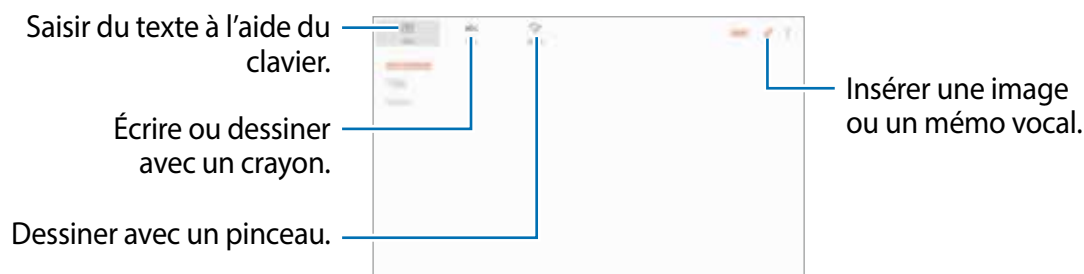 Saisir du texte à l’aide du
clavier.
Écrire ou dessiner
avec un crayon.
Dessiner avec un pinceau.
Insérer une image
ou un mémo vocal.